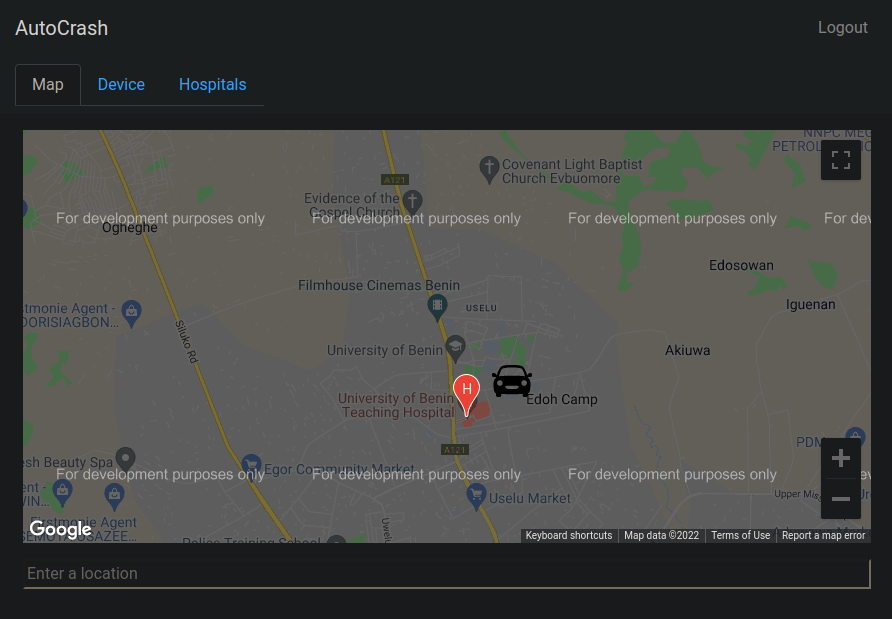 AutoCrash
Logout
Map
Device
Hospitals
NNPC MEG
PETROL
Covenant Light Baptist
Church Evbuomore
A121
Evidence of the
Gospel Church
For development purposes only
For development purposes only
For development purposes only
For dev
Ogheghe
Edosowan
Filmhouse Cinemas Benin
Iguenan
USELU
tmonie Agent -
DORISIAGBON...
Siluko Rd
University of Benin
Akiuwa
H
University of Benin
Teaching Hospital
Edoh Camp
A121
PDM
+
esh Beauty Spa
Egor Community Market
For development purposes only
For development purposes only
For development purposes only
ent -
WIN...
Uselu Market
Upper Mis
Firstmonie Agent
Google
Uwelu
Police Training School
Keyboard shortcuts
Map data ©2022
Terms of Use
Report a map error
Enter a location